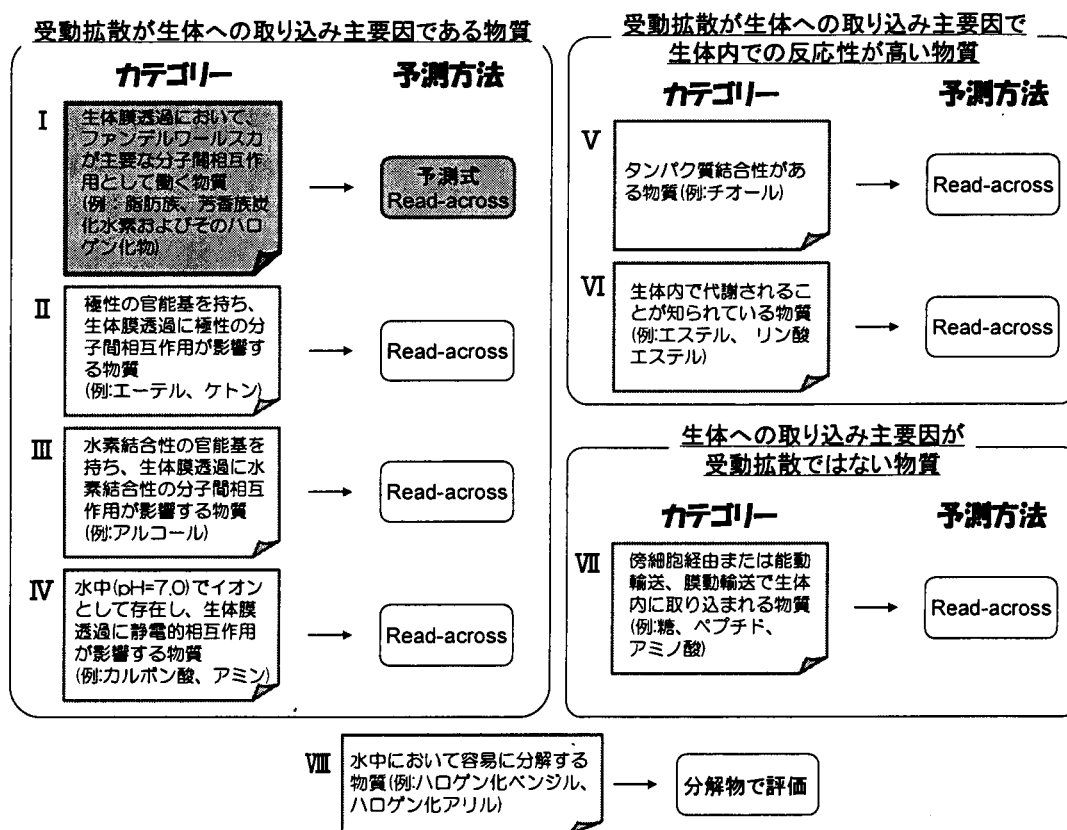 受動拡散が生体への取り込み主要因である物質
カテゴリー
予測方法
Ⅰ
生体膜透過において、
ファンデルワールス力
が主要な分子間相互作
用として働く物質
(例:脂肪族、芳香族炭
化水素およびそのハロ
ゲン化物)
予測式
Read-across
Ⅱ
極性の官能基を持ち、
生体膜透過に極性の分
子間相互作用が影響す
る物質
(例:エーテル、ケトン)
Read-across
Ⅲ
水素結合性の官能基を
持ち、生体膜透過に水
素結合性の分子間相互
作用が影響する物質
(例:アルコール)
Read-across
Ⅳ
水中(pH=7.0)でイオン
として存在し、生体膜
透過に静電的相互作用
が影響する物質
(例:カルボン酸、アミン)
Read-across
受動拡散が生体への取り込み主要因で
生体内での反応性が高い物質
カテゴリー
予測方法
Ⅴ
タンパク質結合性があ
る物質(例:チオール)
Read-across
Ⅵ
生体内で代謝されるこ
とが知られている物質
(例:エステル、リン酸
エステル)
Read-across
生体への取り込み主要因が
受動拡散ではない物質
カテゴリー
予測方法
Ⅶ
傍細胞経由または能動
輸送、膜動輸送で生体
内に取り込まれる物質
(例:糖、ペプチド、
アミノ酸)
Read-across
Ⅷ
水中において容易に分解する
物質(例:ハロゲン化ベンジル、
ハロゲン化アリル)
分解物で評価